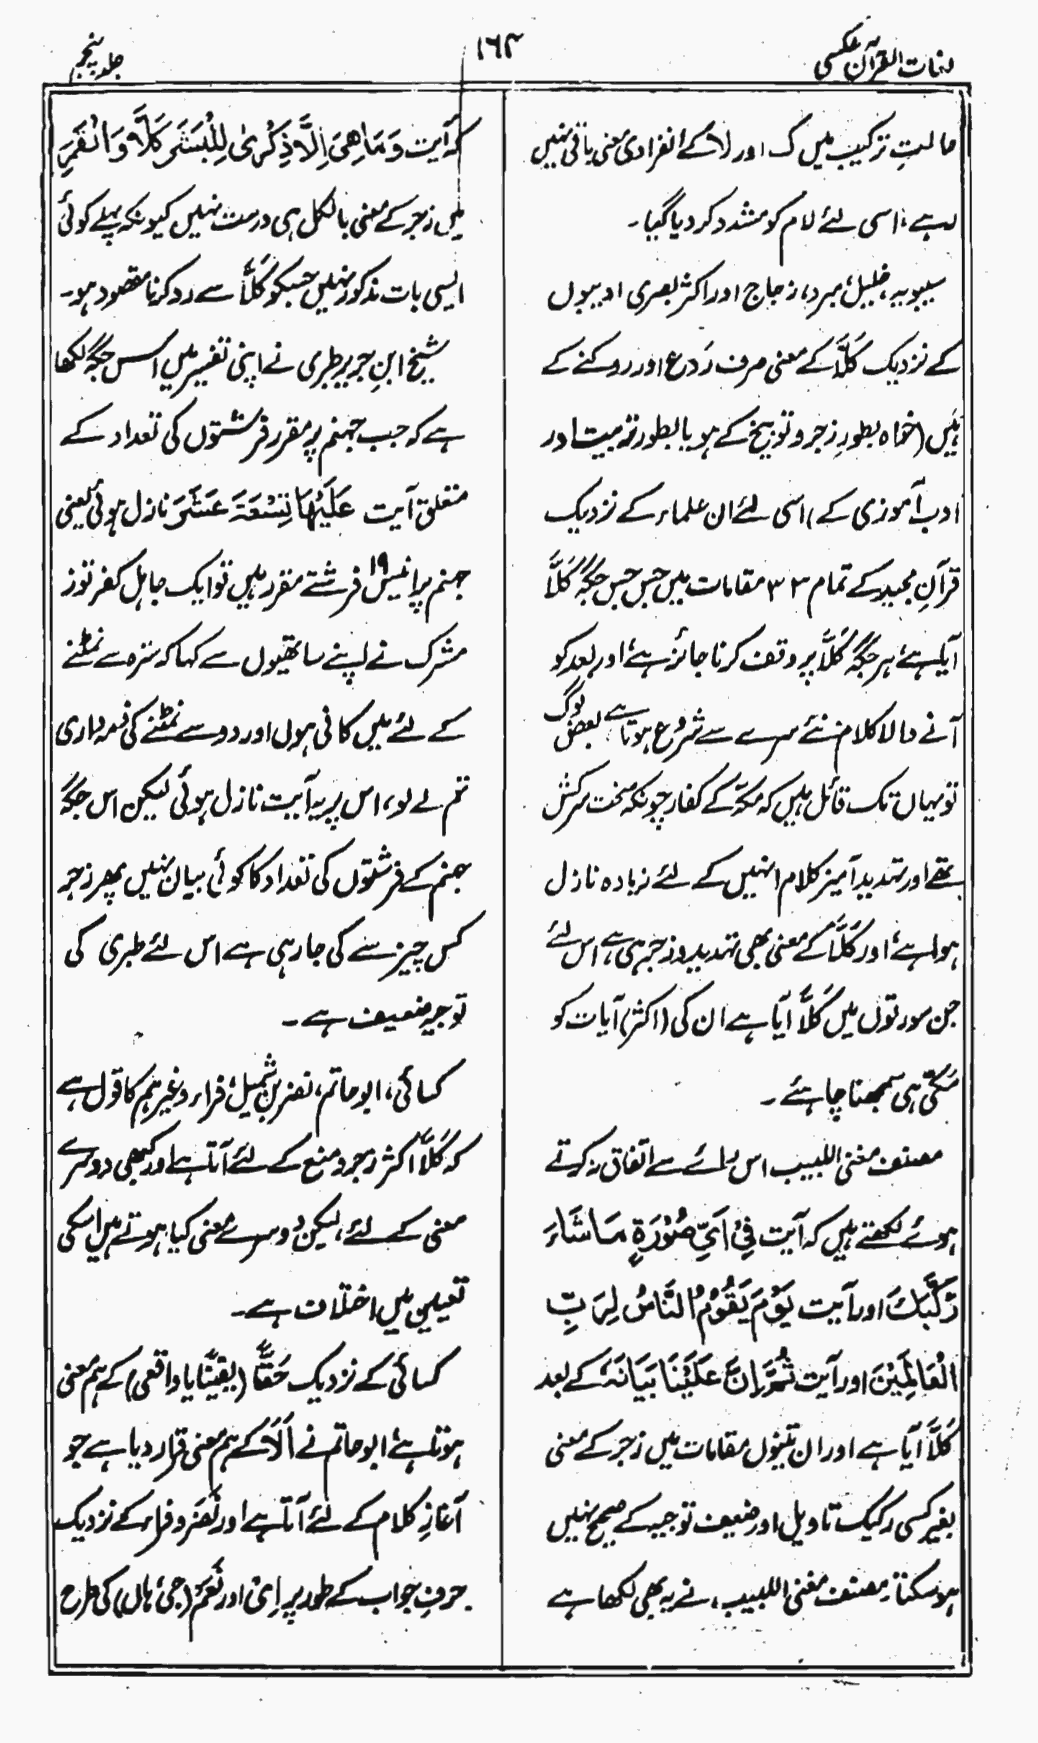 لغات القرآن عکسی
۱۶۴
جلد پنجم
حالتِ ترکیب میں ک اور لا کے انفرادی معنی باقی نہیں
رہے، اسی لئے لام کو مشدد کر دیا گیا۔
سیبویہ، خلیل، مبرد، زجاج اور اکثر بصری ادیبوں
کے نزدیک کَلَّا کے معنی صرف رَدع اور روکنے کے
ہیں (خواہ بطورِ زجر و توبیخ کے ہو یا بطور تربیت اور
ادب آموزی کے) اسی لئے ان علماء کے نزدیک
قرآنِ مجید کے تمام ۳۳ مقامات میں جس جس جگہ کَلَّا
آیا ہے ہر جگہ کَلَّا پر وقف کرنا جائز ہے اور بعد کو
آنے والا کلام نئے سرے سے شروع ہوتا ہے بعض لوگ
تو یہاں تک قائل ہیں کہ مکہ کے کفار چونکہ سخت سرکش
تھے اور تہدید آمیز کلام انہیں کے لئے زیادہ نازل
ہوا ہے اور کَلَّا کے معنی بھی تہدید و زجر ہی ہے اس لئے
جن سورتوں میں کَلَّا آیا ہے ان کی (اکثر) آیات کو
مَکّی ہی سمجھنا چاہئے۔
مصنف مغنی اللبیب اس رائے سے اتفاق نہ کرتے
ہوئے لکھتے ہیں کہ آیت فِیْ اَیِّ صُوْرَۃٍ مَا شَاءَ
رَکَّبَکَ اور آیت یَوْمَ یَقُوْمُ النَّاسُ لِرَبِّ
الْعَالَمِیْنَ اور آیت ثُمَّ اِنَّ عَلَیْنَا بَیَانَہٗ کے بعد
کَلَّا آیا ہے اور ان تینوں مقامات میں زجر کے معنی
بغیر کسی رکیک تاویل اور ضعیف توجیہ کے صحیح نہیں
ہو سکتا۔ مصنف مغنی اللبیب، نے یہ بھی لکھا ہے
کہ آیت وَمَا ھِیَ اِلَّا ذِکْرٰی لِلْبَشَرِ کَلَّا وَالْقَمَرِ
میں زجر کے معنی بالکل ہی درست نہیں کیونکہ پہلے کوئی
ایسی بات مذکور نہیں جسکو کَلَّا سے رد کرنا مقصود ہو۔
شیخ ابنِ جریر طبری نے اپنی تفسیر میں اس جگہ لکھا
ہے کہ جب جہنم پر مقرر فرشتوں کی تعداد کے
متعلق آیت عَلَیْھَا تِسْعَۃَ عَشَرَ نازل ہوئی یعنی
جہنم پر انیس ۱۹ فرشتے مقرر ہیں تو ایک جاہل کفر توز
مشرک نے اپنے ساتھیوں سے کہا کہ سترہ سے نمٹنے
کے لئے میں کافی ہوں اور دو سے نمٹنے کی ذمہ داری
تم لے لو، اس پر یہ آیت نازل ہوئی لیکن اس جگہ
جہنم کے فرشتوں کی تعداد کا کوئی بیان نہیں پھر زجر
کس چیز سے کی جا رہی ہے اس لئے طبری کی
توجیہ ضعیف ہے۔
کسائی، ابو حاتم، نضر بن شمیل، فراء وغیرہم کا قول ہے
کہ کَلَّا اکثر زجر و منع کے لئے آتا ہے اور کبھی دوسرے
معنی کے لئے، لیکن دوسرے معنی کیا ہوتے ہیں اسکی
تعیین میں اختلاف ہے۔
کسائی کے نزدیک حَقًّا (یقینًا یا واقعی) کے ہم معنی
ہوتا ہے ابو حاتم نے اَلَا کے ہم معنی قرار دیا ہے جو
آغازِ کلام کے لئے آتا ہے اور نَضر و فراء کے نزدیک
حرفِ جواب کے طور پر اِیْ اور نَعَمْ (جی، ہاں) کی طرح